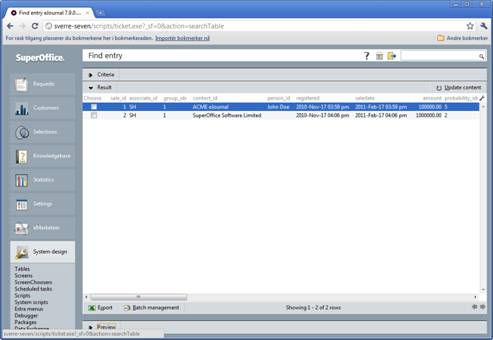 Find entry eJournal 7.9.0....
sverre-seven/scripts/ticket.exe?_sf=0&action=searchTable
For rask tilgang plasserer du bokmerkene her i bokmerkeraden. Importér bokmerker nå
Andre bokmerker
SuperOffice.
Find entry
Criteria
Result
Update content
Choose sale_id associate_id group_idx contact_id person_id registered saledate amount probability_idx
1 SH 1 ACME eJournal John Doe 2010-Nov-17 03:59 pm 2011-Feb-17 03:59 pm 100000.00 5
2 SH 1 SuperOffice Software Limited 2010-Nov-17 04:06 pm 2011-Feb-17 04:06 pm 1000000.00 2
Requests
Customers
Selections
Knowledgebase
Statistics
Settings
eMarketing
System design
Tables
Screens
ScreenChoosers
Scheduled tasks
Scripts
System scripts
Extra menus
Debugger
Packages
Data Exchange
Export
Batch management
Showing 1 - 2 of 2 rows
Preview
sverre-seven/scripts/ticket.exe?_sf=0&action=searchTable